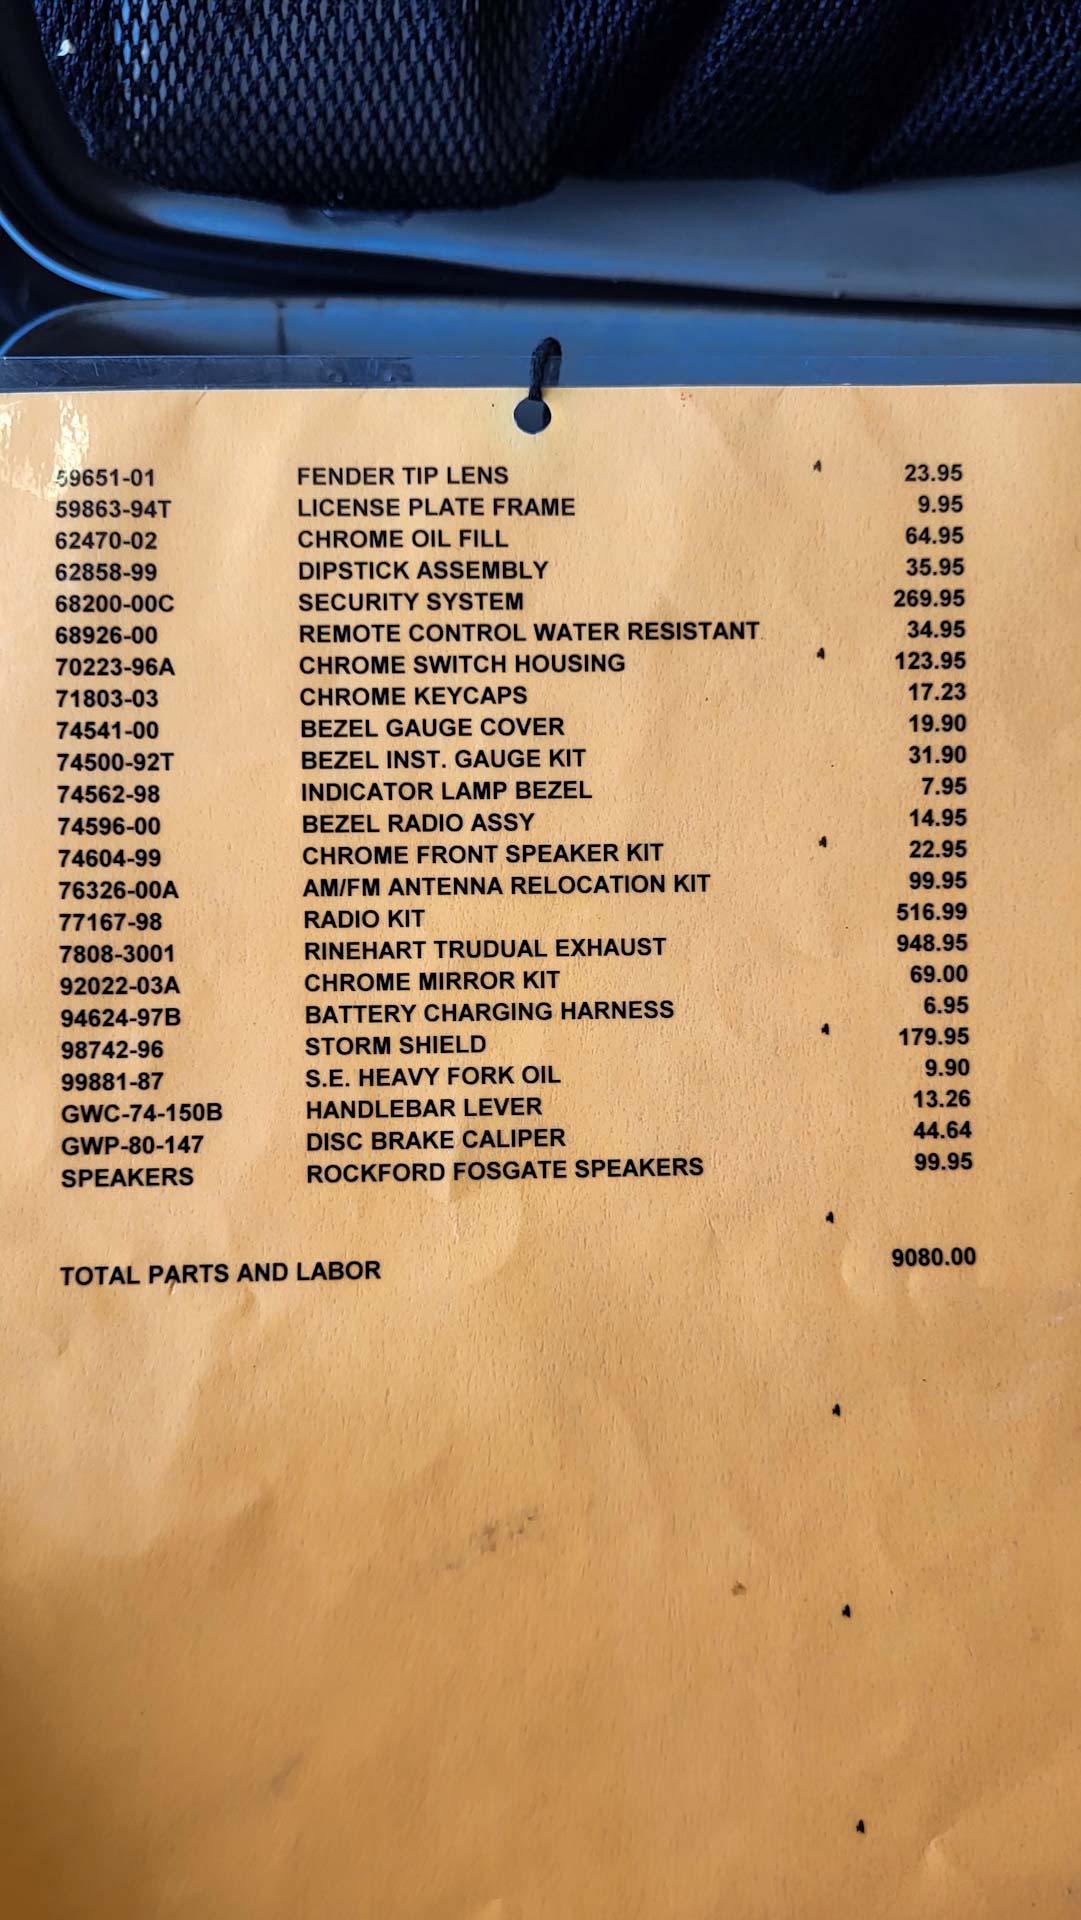 59651-01 FENDER TIP LENS 23.95
59863-94T LICENSE PLATE FRAME 9.95
62470-02 CHROME OIL FILL 64.95
62858-99 DIPSTICK ASSEMBLY 35.95
68200-00C SECURITY SYSTEM 269.95
68926-00 REMOTE CONTROL WATER RESISTANT 34.95
70223-96A CHROME SWITCH HOUSING 123.95
71803-03 CHROME KEYCAPS 17.23
74541-00 BEZEL GAUGE COVER 19.90
74500-92T BEZEL INST. GAUGE KIT 31.90
74562-98 INDICATOR LAMP BEZEL 7.95
74596-00 BEZEL RADIO ASSY 14.95
74604-99 CHROME FRONT SPEAKER KIT 22.95
76326-00A AM/FM ANTENNA RELOCATION KIT 99.95
77167-98 RADIO KIT 516.99
7808-3001 RINEHART TRUDUAL EXHAUST 948.95
92022-03A CHROME MIRROR KIT 69.00
94624-97B BATTERY CHARGING HARNESS 6.95
98742-96 STORM SHIELD 179.95
99881-87 S.E. HEAVY FORK OIL 9.90
GWC-74-150B HANDLEBAR LEVER 13.26
GWP-80-147 DISC BRAKE CALIPER 44.64
SPEAKERS ROCKFORD FOSGATE SPEAKERS 99.95
TOTAL PARTS AND LABOR 9080.00